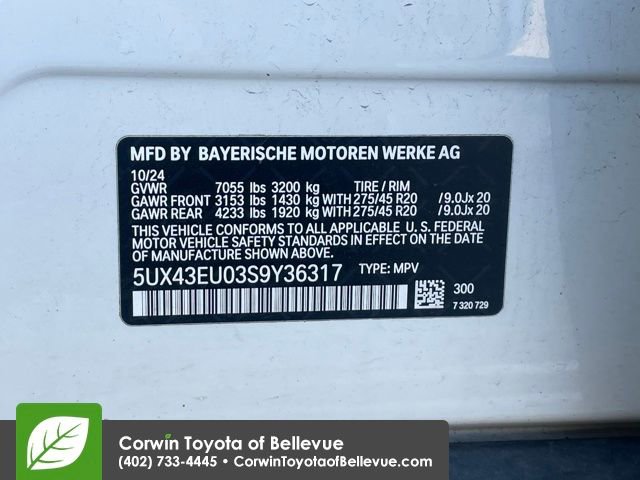 MFD BY BAYERISCHE MOTOREN WERKE AG
10/24
GVWR 7055 lbs 3200 kg TIRE / RIM
GAWR FRONT 3153 lbs 1430 kg WITH 275/45 R20 /9.0Jx 20
GAWR REAR 4233 lbs 1920 kg WITH 275/45 R20 /9.0Jx 20
THIS VEHICLE CONFORMS TO ALL APPLICABLE U. S. FEDERAL
MOTOR VEHICLE SAFETY STANDARDS IN EFFECT ON THE DATE
OF MANUFACTURE SHOWN ABOVE.
5UX43EU03S9Y36317 TYPE: MPV
300
7 320 729
Corwin Toyota of Bellevue
(402) 733-4445 • CorwinToyotaofBellevue.com